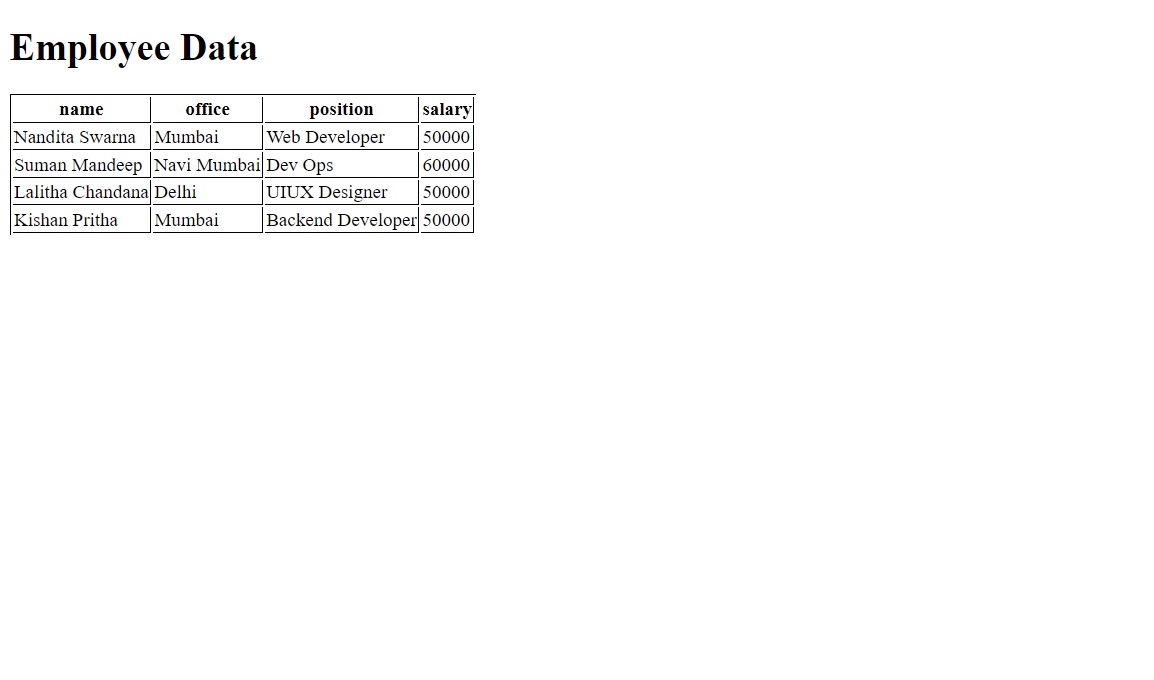 Employee Data
name office position salary
Nandita Swarna Mumbai Web Developer 50000
Suman Mandeep Navi Mumbai Dev Ops 60000
Lalitha Chandana Delhi UIUX Designer 50000
Kishan Pritha Mumbai Backend Developer 50000